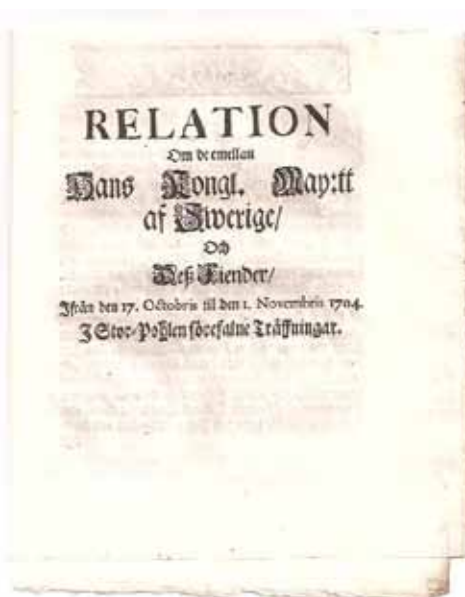 RELATION
Om de emellan
Hans Kongl. May:tt
af Swerige/
Och
Deß Fiender/
Ifrån den 17. Octobris til den 1. Novembris 1704.
I Stor-Pohlen förefalne Träffningar.